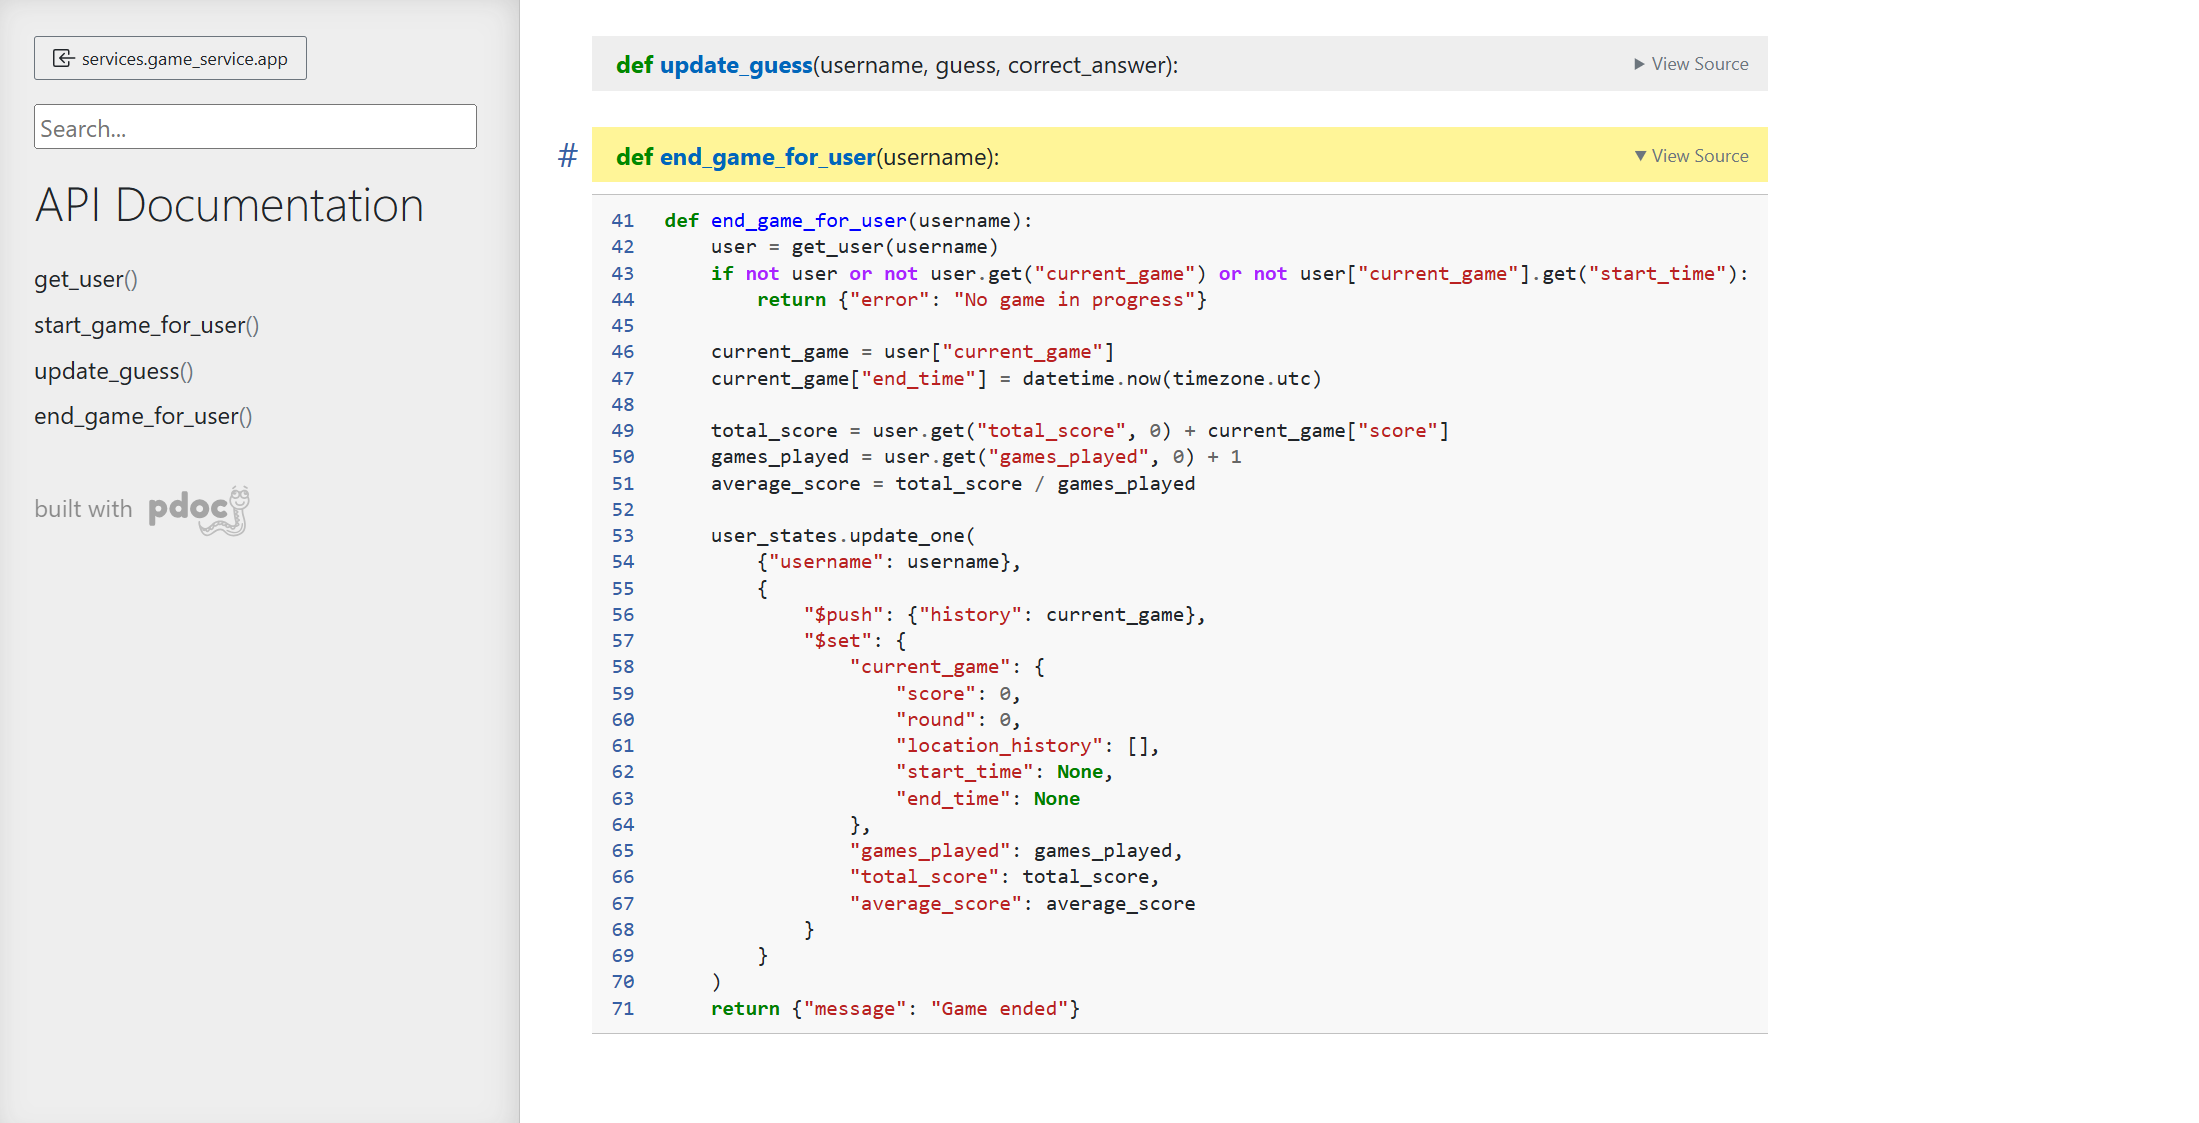 services.game_service.app
Search...
API Documentation
get_user()
start_game_for_user()
update_guess()
end_game_for_user()
built with pdoc
def update_guess(username, guess, correct_answer):
View Source
# def end_game_for_user(username):
View Source
41 def end_game_for_user(username):
42     user = get_user(username)
43     if not user or not user.get("current_game") or not user["current_game"].get("start_time"):
44         return {"error": "No game in progress"}
45
46     current_game = user["current_game"]
47     current_game["end_time"] = datetime.now(timezone.utc)
48
49     total_score = user.get("total_score", 0) + current_game["score"]
50     games_played = user.get("games_played", 0) + 1
51     average_score = total_score / games_played
52
53     user_states.update_one(
54         {"username": username},
55         {
56             "$push": {"history": current_game},
57             "$set": {
58                 "current_game": {
59                     "score": 0,
60                     "round": 0,
61                     "location_history": [],
62                     "start_time": None,
63                     "end_time": None
64                 },
65                 "games_played": games_played,
66                 "total_score": total_score,
67                 "average_score": average_score
68             }
69         }
70     )
71     return {"message": "Game ended"}